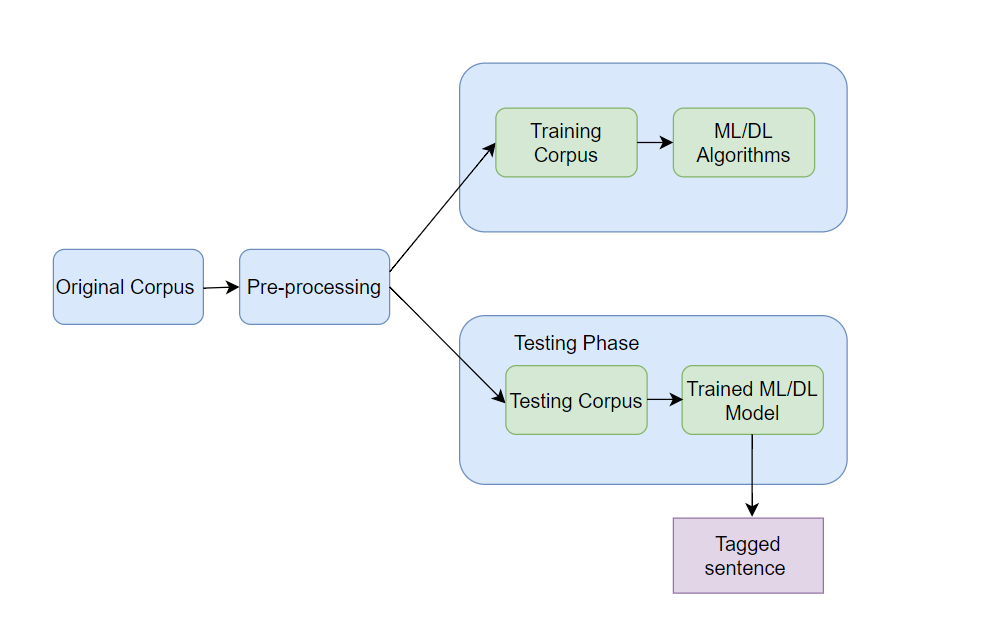 Training
Corpus
ML/DL
Algorithms
Original Corpus
Pre-processing
Testing Phase
Testing Corpus
Trained ML/DL
Model
Tagged
sentence